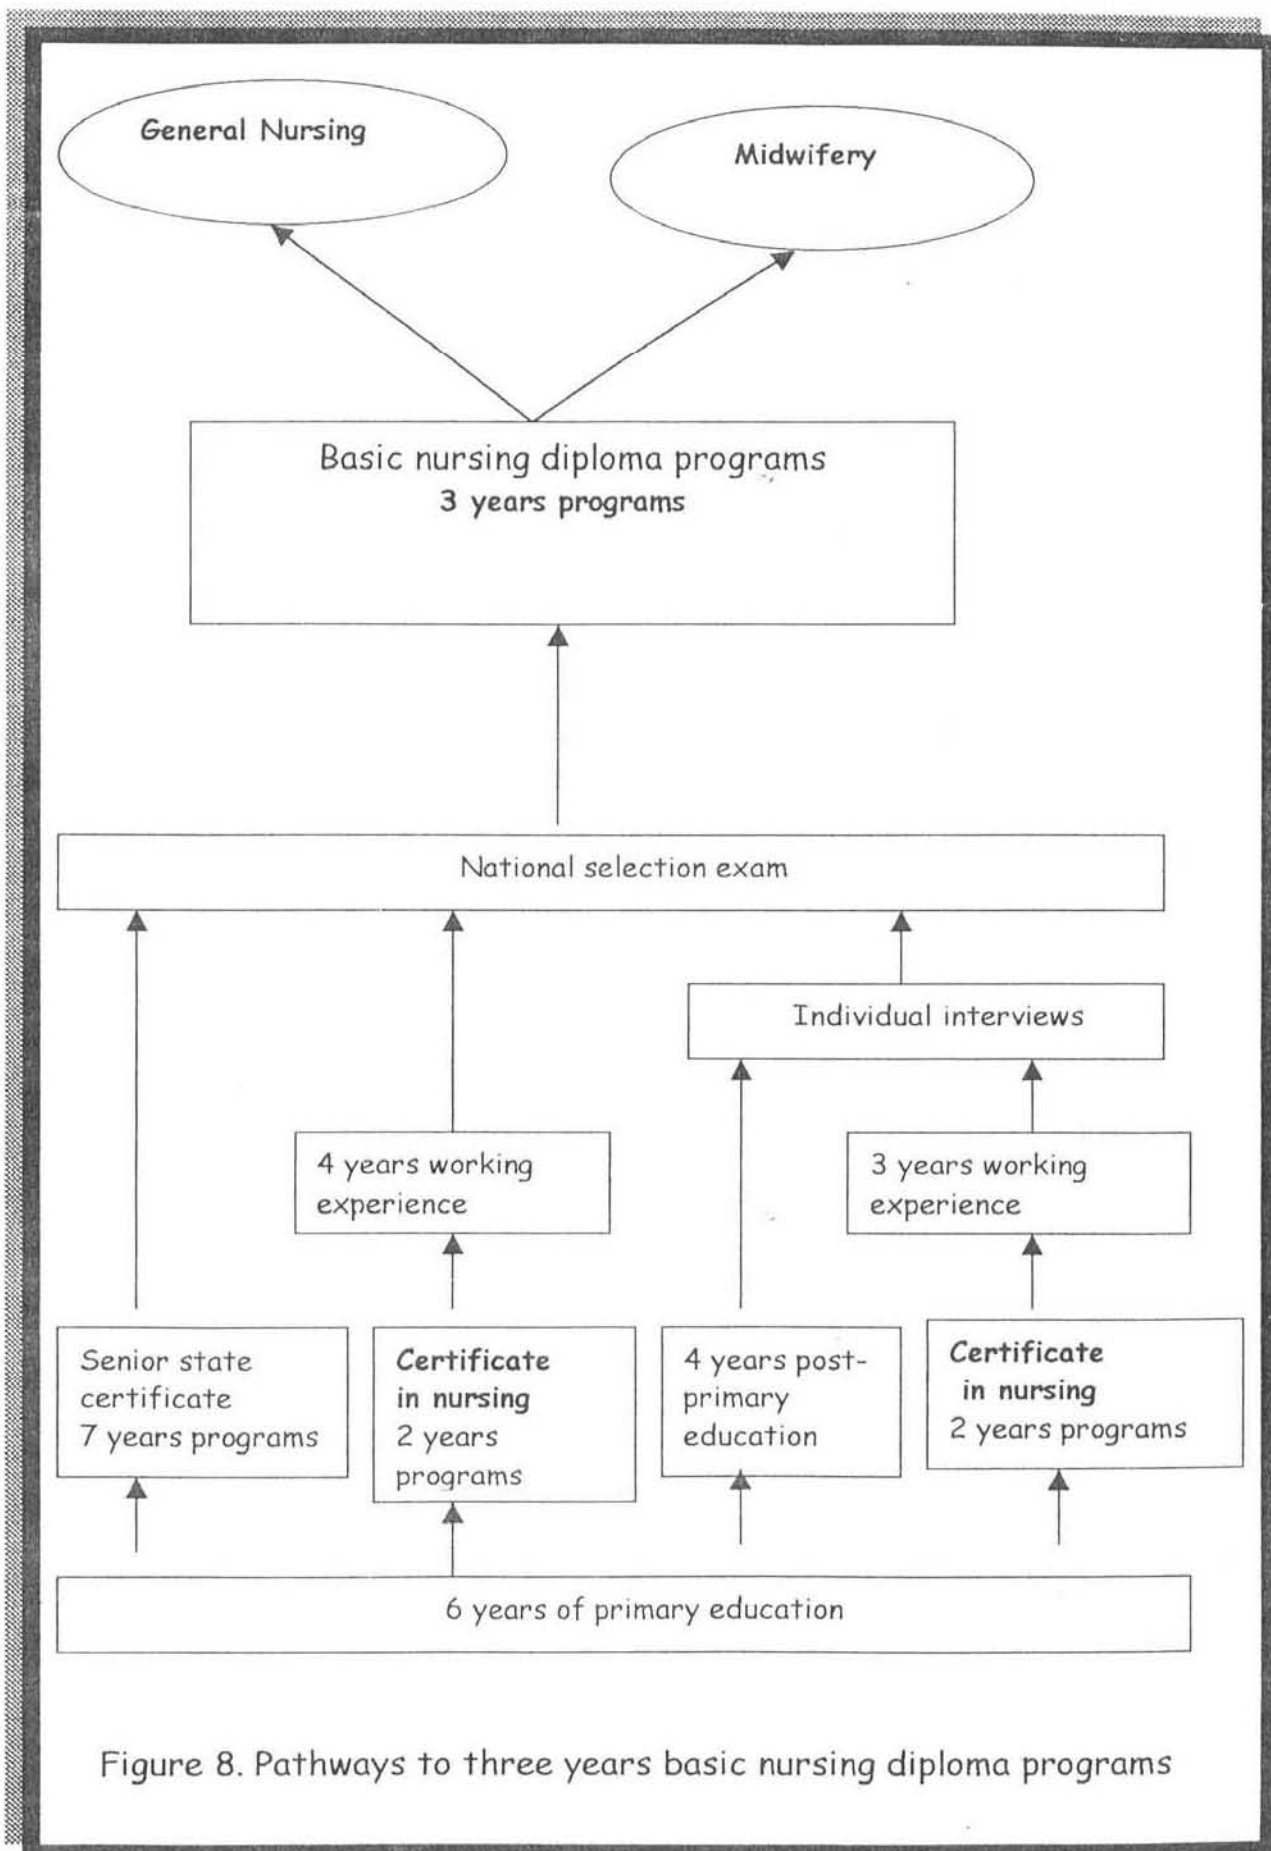 General Nursing
Midwifery
Basic nursing diploma programs
3 years programs
National selection exam
Individual interviews
4 years working
experience
3 years working
experience
Senior state
certificate
7 years programs
Certificate
in nursing
2 years
programs
4 years post-
primary
education
Certificate
in nursing
2 years programs
6 years of primary education
Figure 8. Pathways to three years basic nursing diploma programs